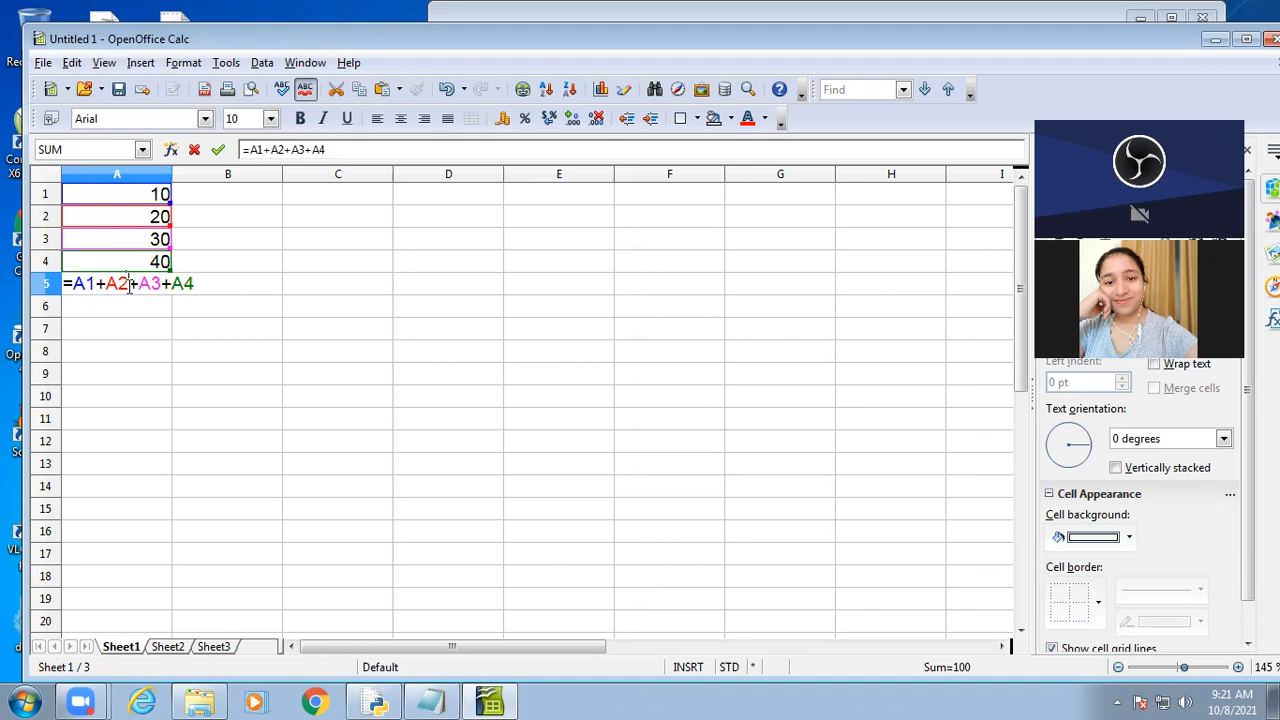 Untitled 1 - OpenOffice Calc
File Edit View Insert Format Tools Data Window Help
Find
Arial 10
SUM =A1+A2+A3+A4
A B C D E F G H I
1 10
2 20
3 30
4 40
5 =A1+A2+A3+A4
6
7
8
9
10
11
12
13
14
15
16
17
18
19
20
Left indent:
Wrap text
0 pt
Merge cells
Text orientation:
0 degrees
Vertically stacked
Cell Appearance
Cell background:
Cell border:
Show cell grid lines
Sheet1 Sheet2 Sheet3
Sheet 1 / 3 Default INSRT STD * Sum=100 145 %
9:21 AM
10/8/2021